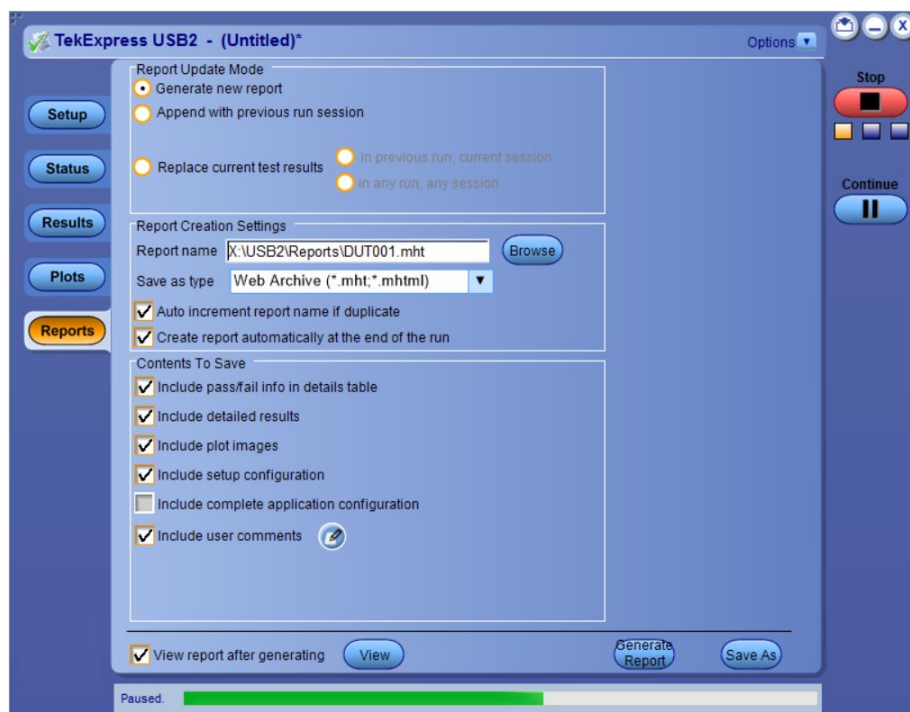 TekExpress USB2 - (Untitled)*
Options
X
Stop
Continue
Setup
Status
Results
Plots
Reports
Report Update Mode
Generate new report
Append with previous run session
Replace current test results
In previous run, current session
in any run, any session
Report Creation Settings
Report name X:\USB2\Reports\DUT001.mht Browse
Save as type Web Archive (*.mht;*.mhtml)
Auto increment report name if duplicate
Create report automatically at the end of the run
Contents To Save
Include pass/fail info in details table
Include detailed results
Include plot images
Include setup configuration
Include complete application configuration
Include user comments
View report after generating View
Generate
Report
Save As
Paused.